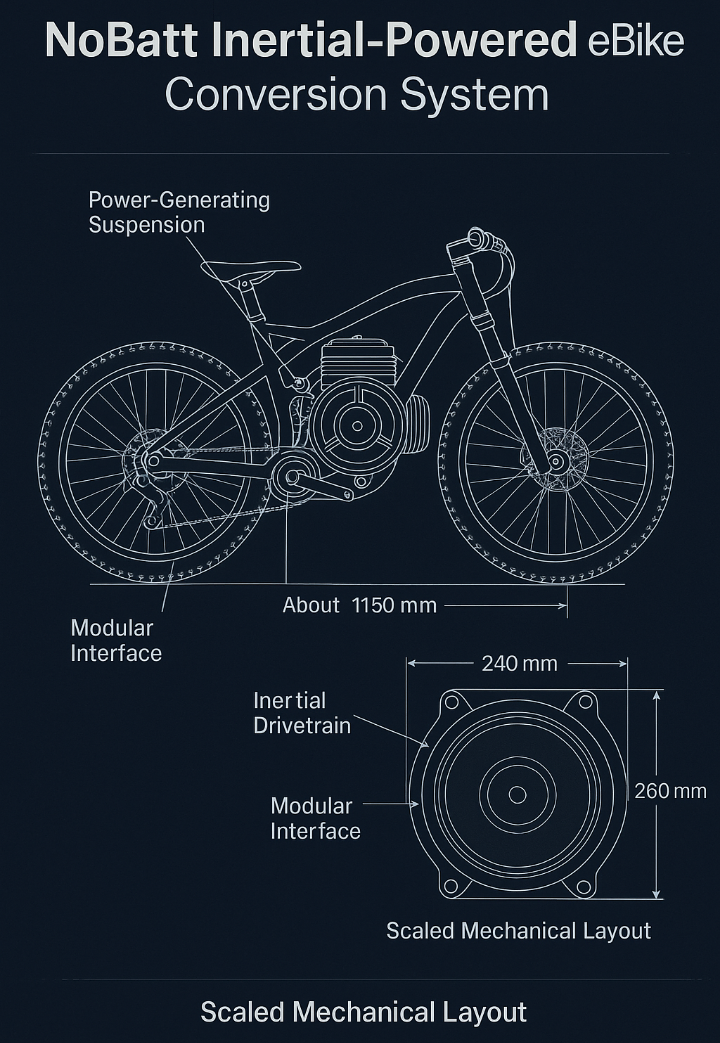 NoBatt Inertial-Powered eBike
Conversion System
Power-Generating
Suspension
About 1150 mm
Modular
Interface
240 mm
Inertial
Drivetrain
260 mm
Modular
Interface
Scaled Mechanical Layout
Scaled Mechanical Layout